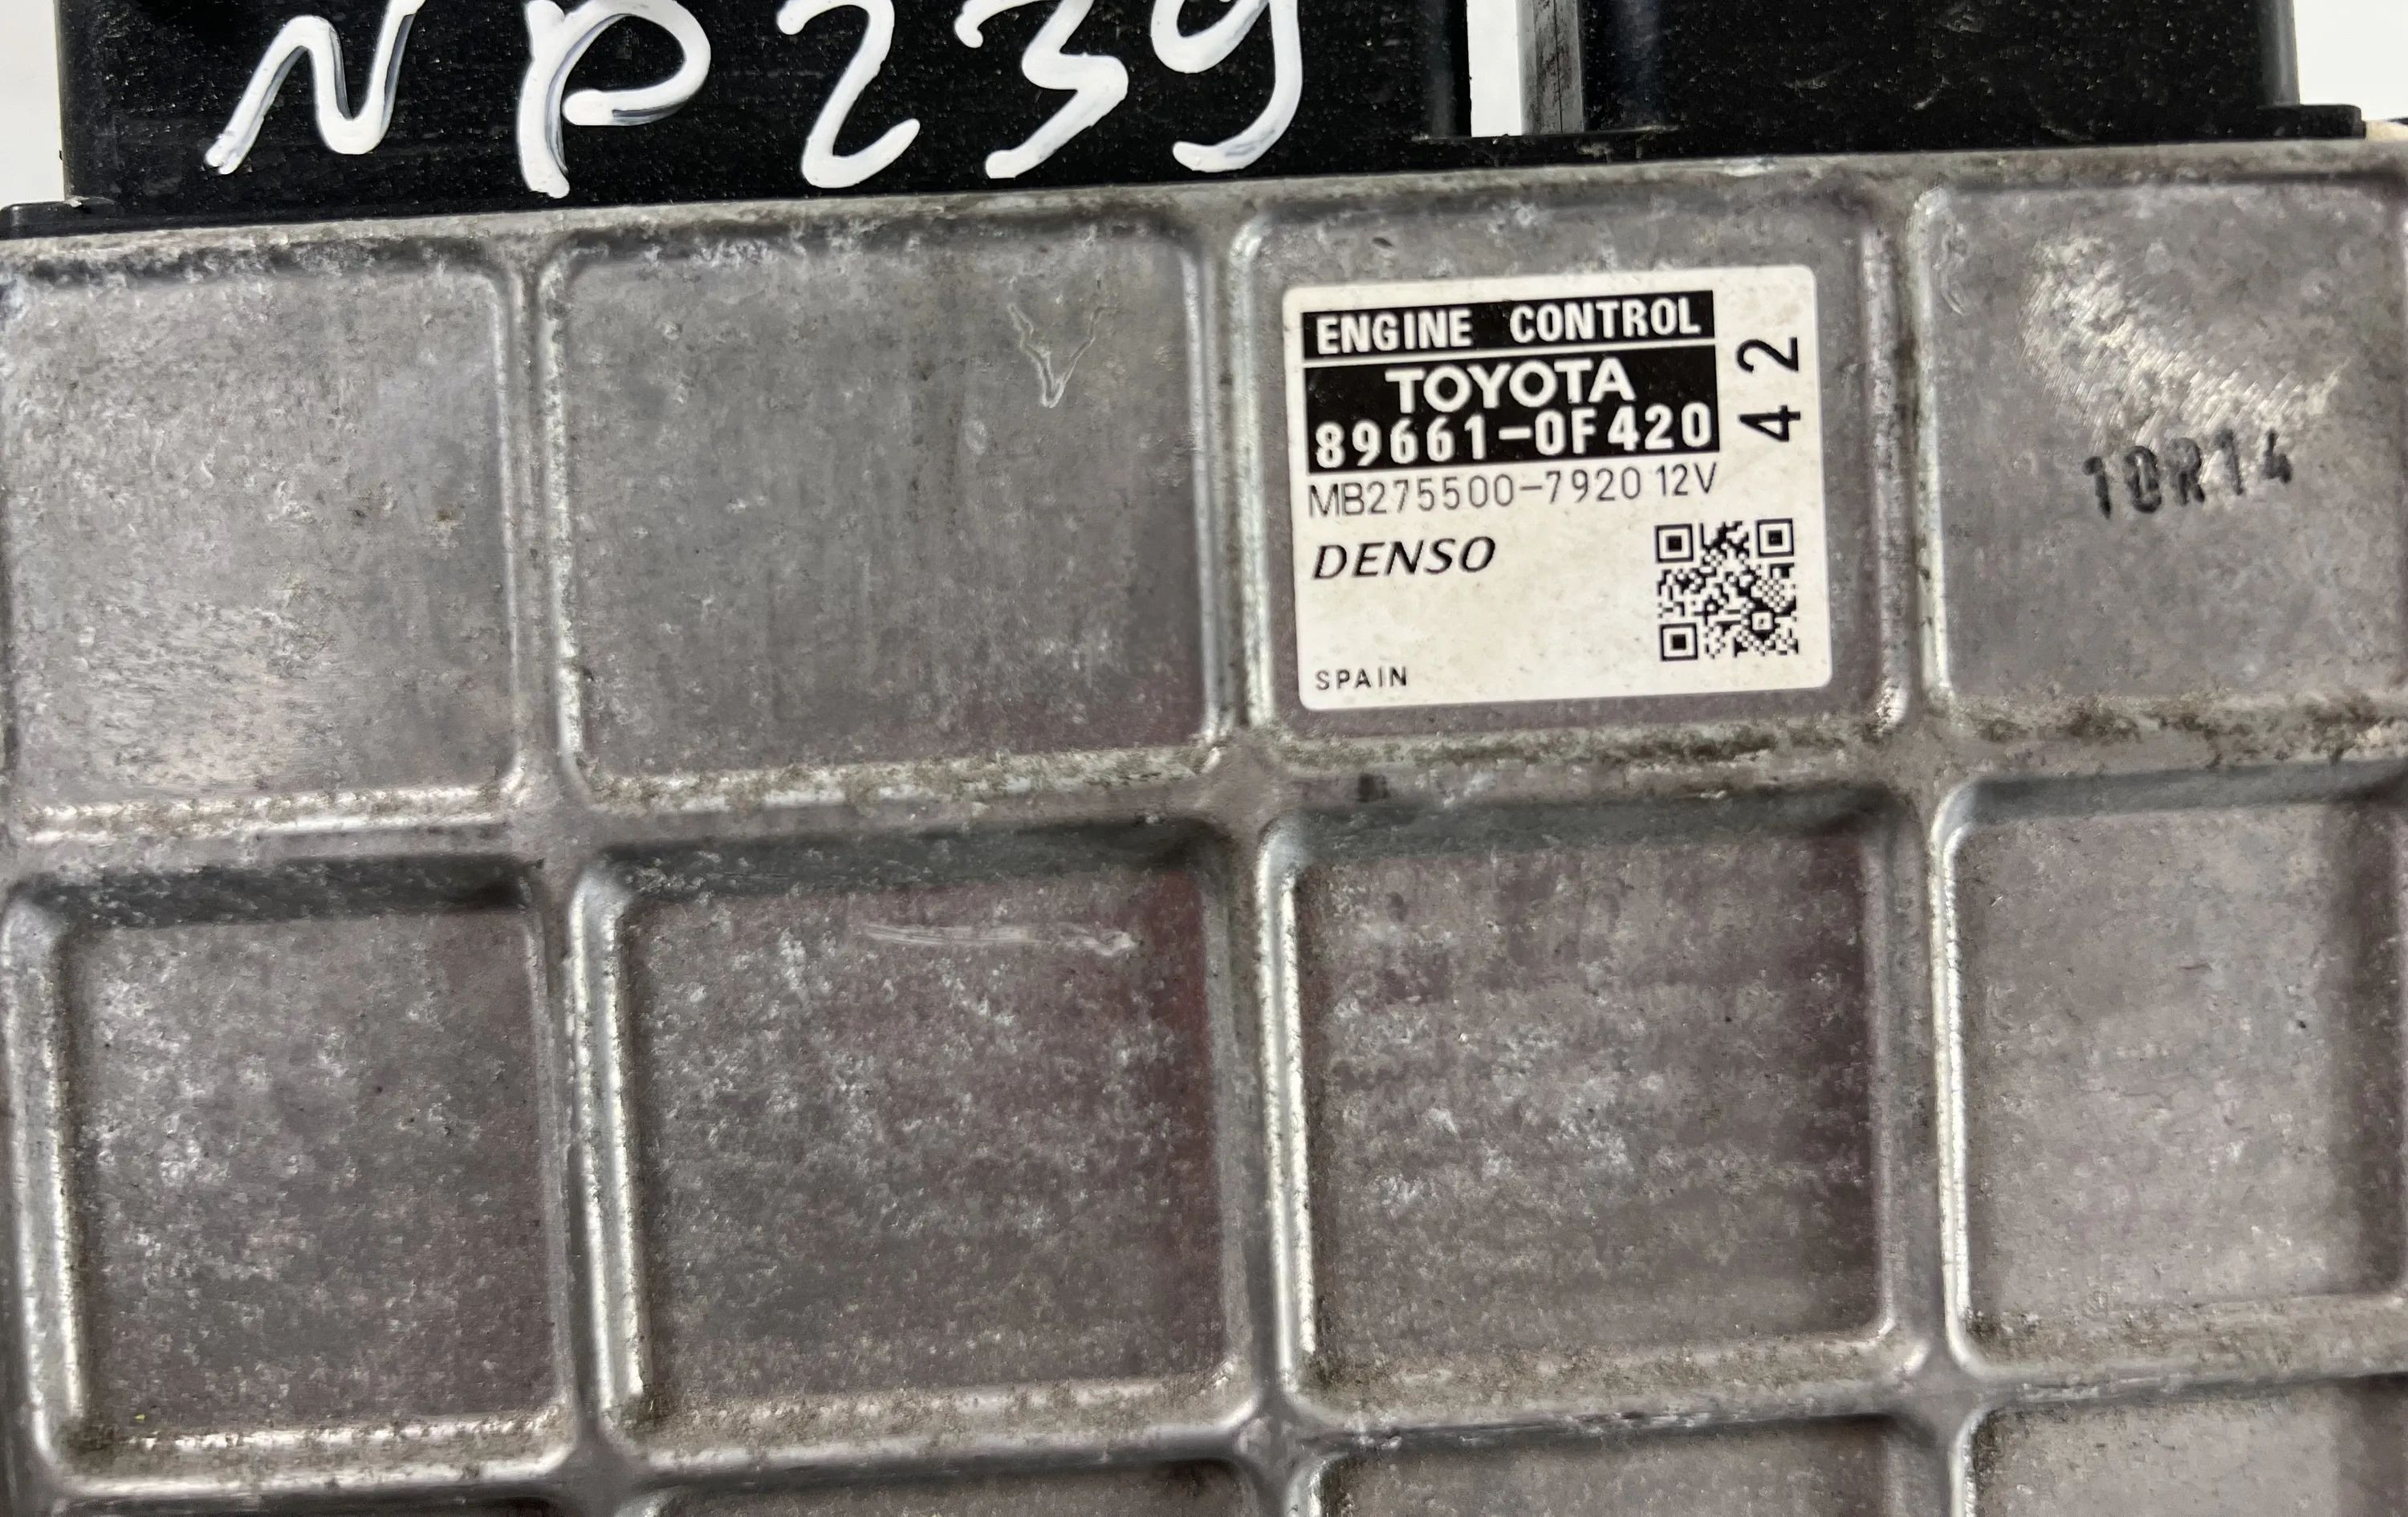 NP239
ENGINE CONTROL
TOYOTA
89661-0F420
42
MB275500-7920 12V
DENSO
SPAIN
10R14